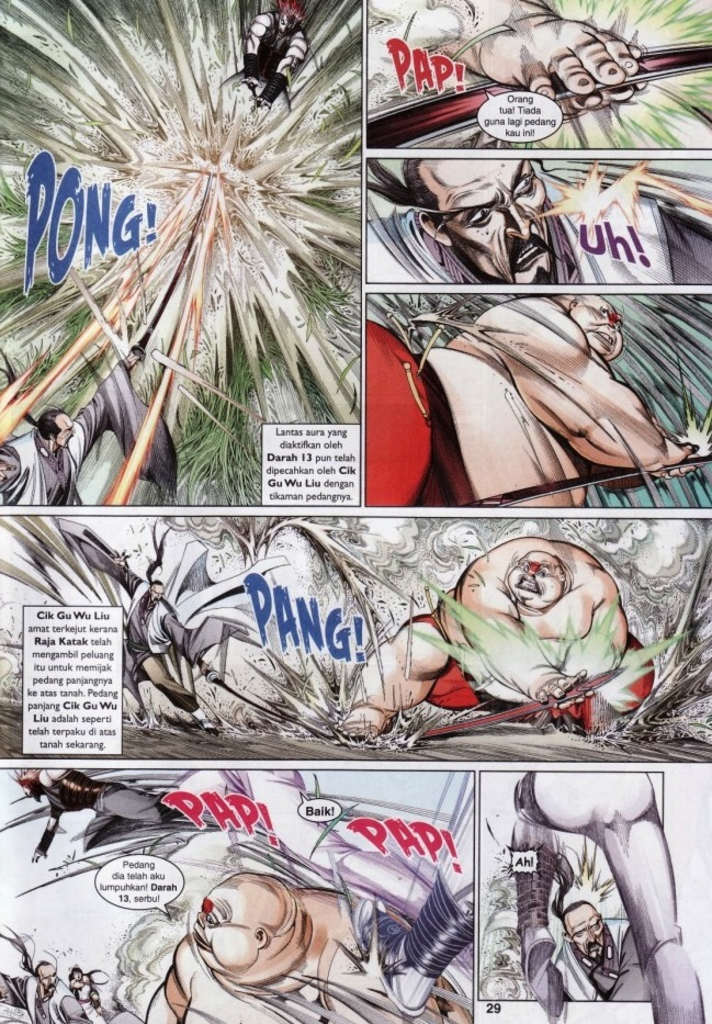 PONG!
Lantas aura yang
diaktifkan oleh
Darah 13 pun telah
dipecahkan oleh Cik
Gu Wu Liu dengan
tikaman pedangnya.
PAP!
Orang
tua! Tiada
guna lagi pedang
kau ini!
Uh!
Cik Gu Wu Liu
amat terkejut kerana
Raja Katak telah
mengambil peluang
itu untuk memijak
pedang panjangnya
ke atas tanah. Pedang
panjang Cik Gu Wu
Liu adalah seperti
telah terpaku di atas
tanah sekarang.
PANG!
PAP!
Baik!
PAP!
Pedang
dia telah aku
lumpuhkan! Darah
13, serbu!
Ah!
29